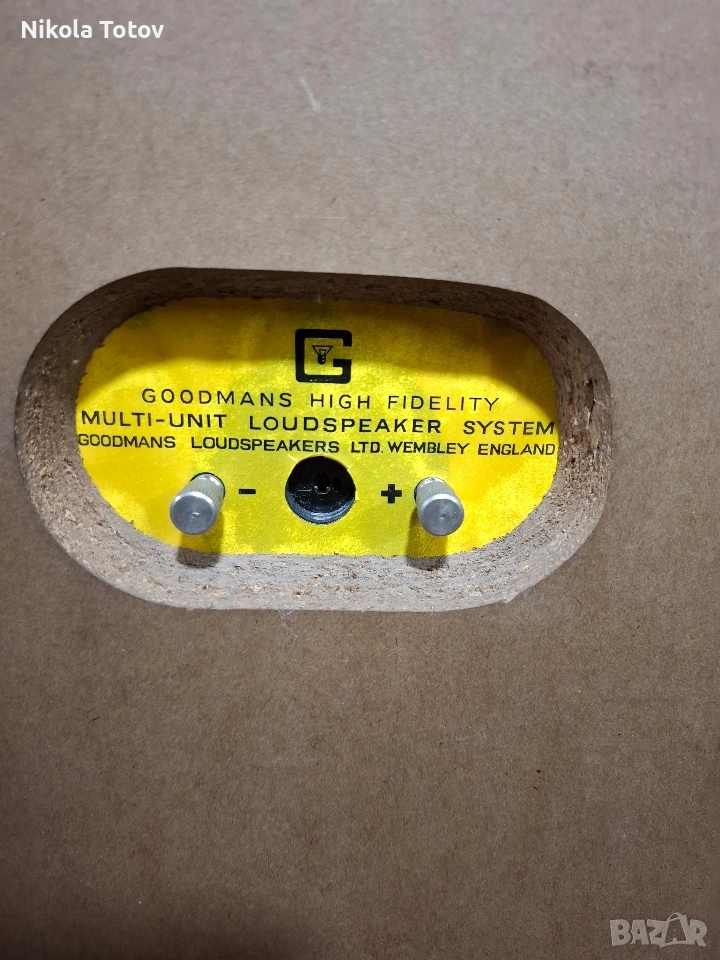 Nikola Totov
G
GOODMANS HIGH FIDELITY
MULTI-UNIT LOUDSPEAKER SYSTEM
GOODMANS LOUDSPEAKERS LTD. WEMBLEY ENGLAND
- +
BAZAR